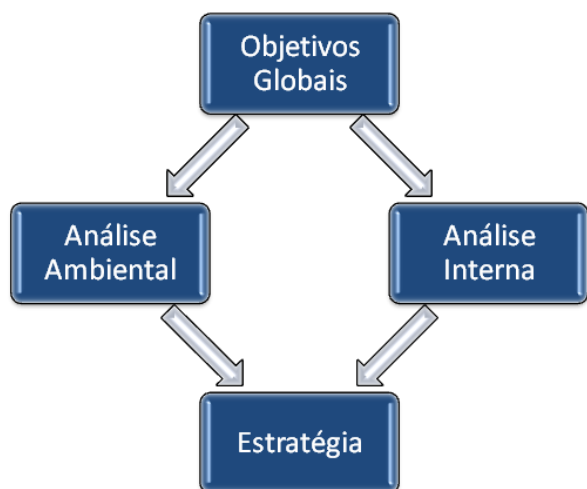 Objetivos
Globais
Análise
Ambiental
Análise
Interna
Estratégia